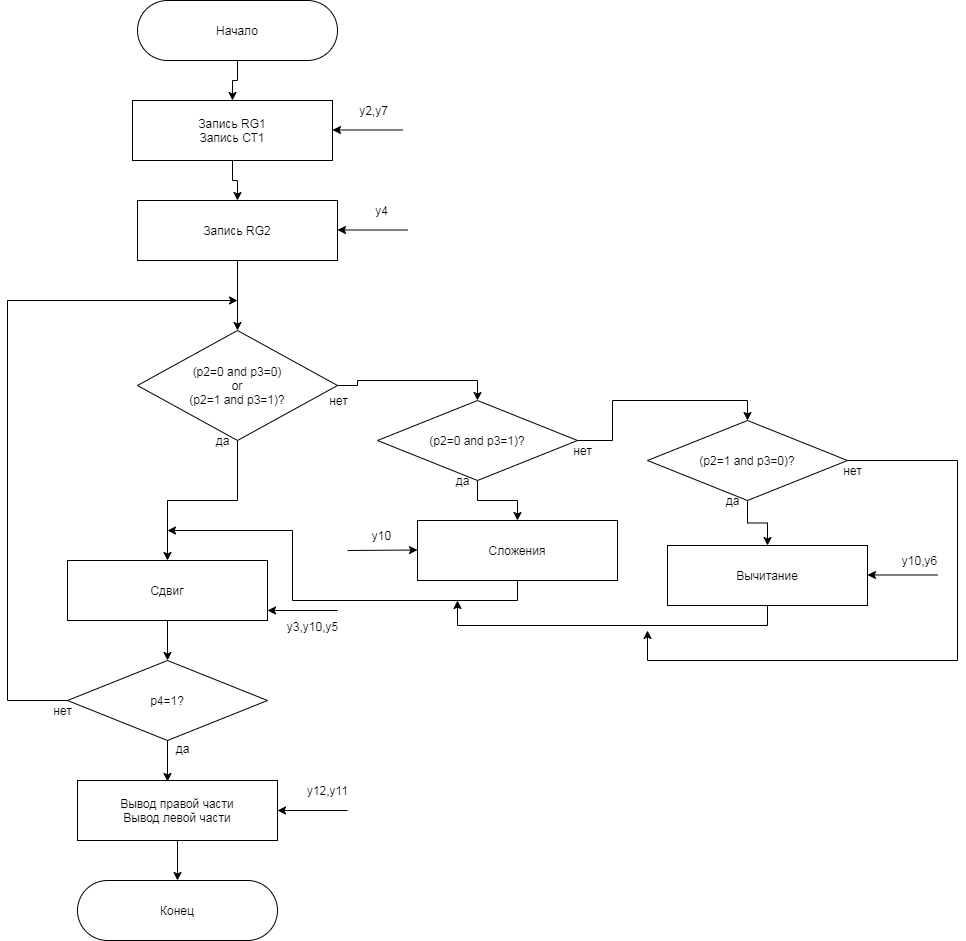 Начало
y2,y7
Запись RG1
Запись CT1
y4
Запись RG2
(p2=0 and p3=0)
or
(p2=1 and p3=1)?
нет
да
(p2=0 and p3=1)?
нет
да
(p2=1 and p3=0)?
нет
да
y10
Сложения
Вычитание
y10,y6
Сдвиг
y3,y10,y5
p4=1?
нет
да
y12,y11
Вывод правой части
Вывод левой части
Конец